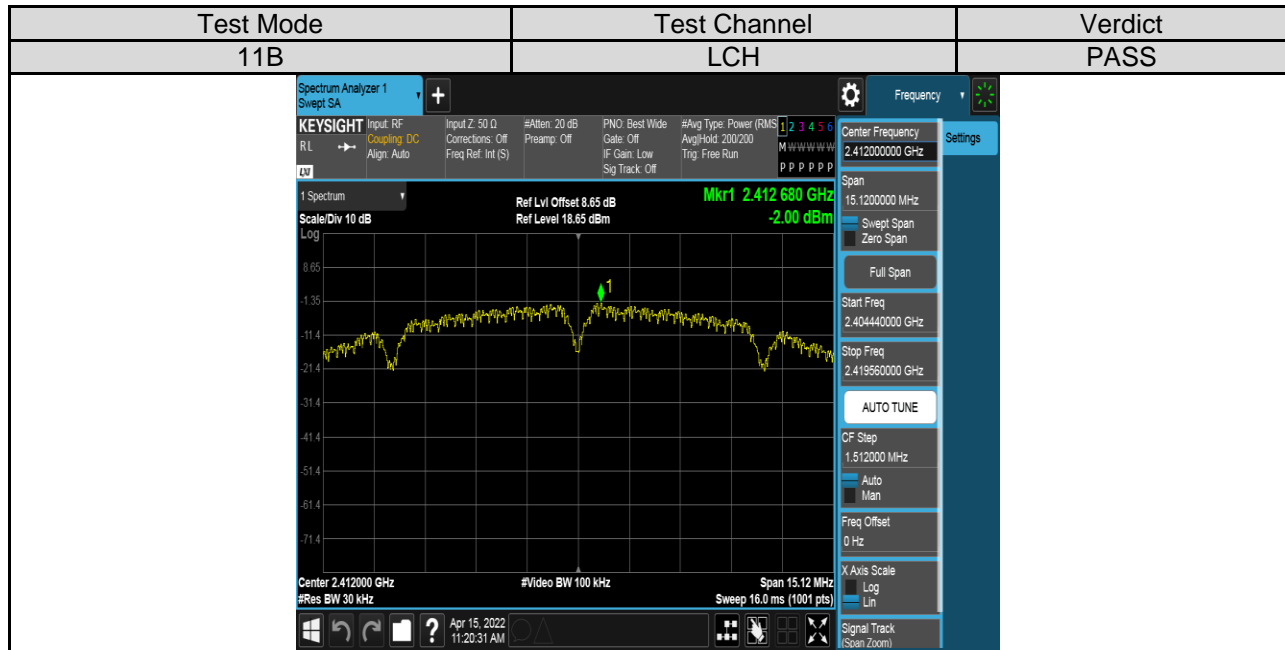 Test Mode Test Channel Verdict
11B LCH PASS
Spectrum Analyzer 1
Swept SA
+
Frequency
KEYSIGHT
RL
LXI
Input: RF
Coupling: DC
Align: Auto
Input Z: 50 Ω
Corrections: Off
Freq Ref: Int (S)
#Atten: 20 dB
Preamp: Off
PNO: Best Wide
Gate: Off
IF Gain: Low
Sig Track: Off
#Avg Type: Power (RMS
Avg|Hold: 200/200
Trig: Free Run
1 2 3 4 5 6
M W W W W W
P P P P P P
1 Spectrum
Scale/Div 10 dB
Log
Ref Lvl Offset 8.65 dB
Ref Level 18.65 dBm
Mkr1 2.412 680 GHz
-2.00 dBm
1
8.65
-1.35
-11.4
-21.4
-31.4
-41.4
-51.4
-61.4
-71.4
Center 2.412000 GHz
#Res BW 30 kHz
#Video BW 100 kHz
Span 15.12 MHz
Sweep 16.0 ms (1001 pts)
Center Frequency
2.412000000 GHz
Settings
Span
15.1200000 MHz
Swept Span
Zero Span
Full Span
Start Freq
2.404440000 GHz
Stop Freq
2.419560000 GHz
AUTO TUNE
CF Step
1.512000 MHz
Auto
Man
Freq Offset
0 Hz
X Axis Scale
Log
Lin
Signal Track
(Span Zoom)
?
Apr 15, 2022
11:20:31 AM